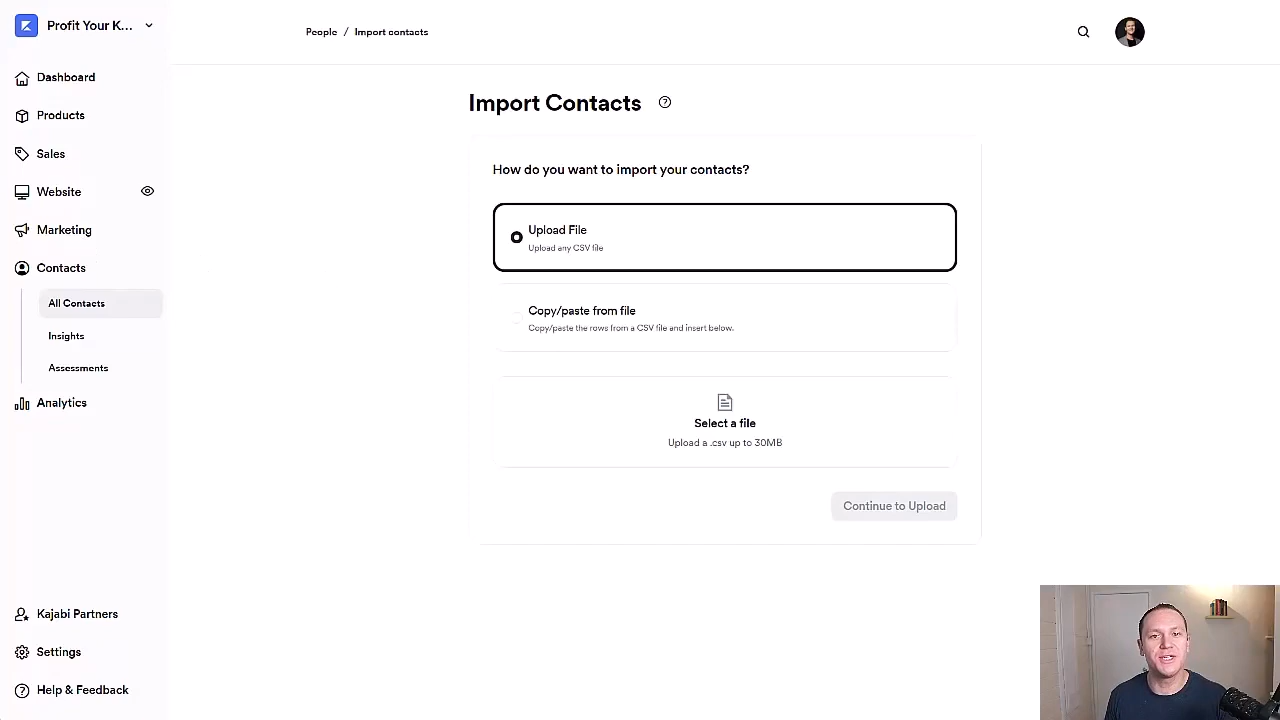 Profit Your K...
People / Import contacts
Dashboard
Products
Sales
Website
Marketing
Contacts
All Contacts
Insights
Assessments
Analytics
Kajabi Partners
Settings
Help & Feedback
Import Contacts
How do you want to import your contacts?
Upload File
Upload any CSV file
Copy/paste from file
Copy/paste the rows from a CSV file and insert below.
Select a file
Upload a .csv up to 30MB
Continue to Upload